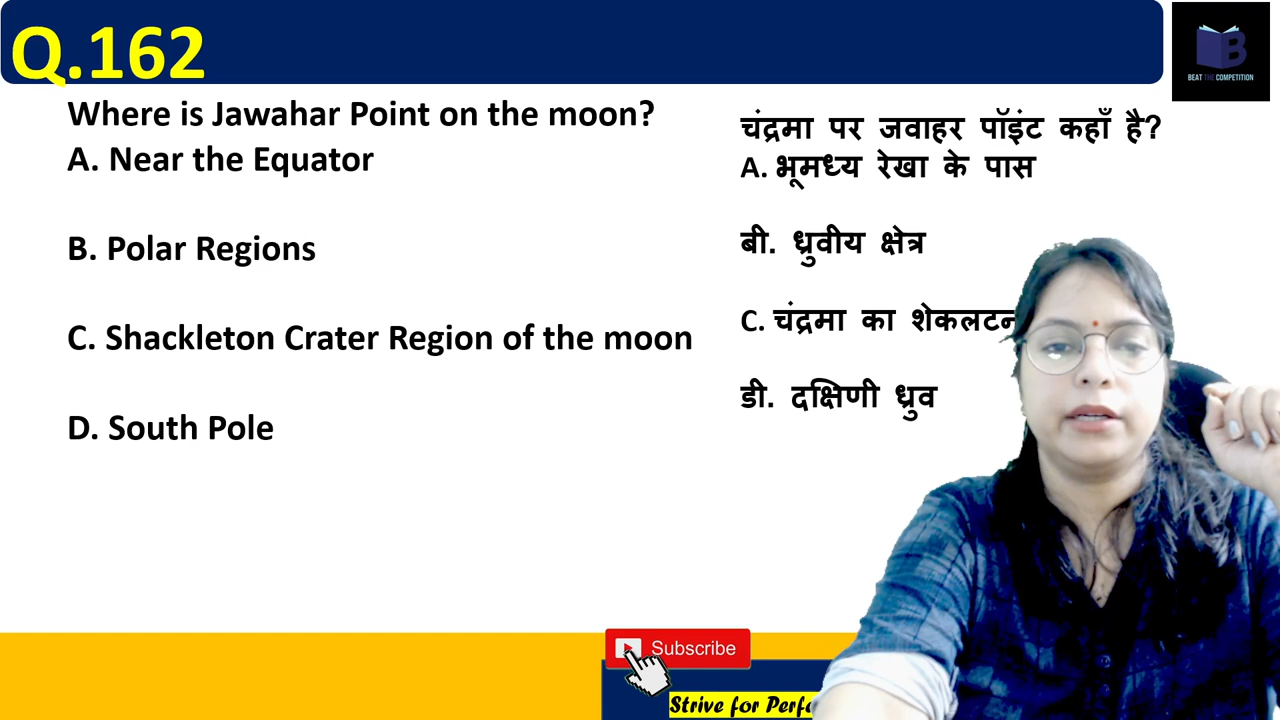 Q.162
BEAT THE COMPETITION
Where is Jawahar Point on the moon?
A. Near the Equator
B. Polar Regions
C. Shackleton Crater Region of the moon
D. South Pole
चंद्रमा पर जवाहर पॉइंट कहाँ है?
A. भूमध्य रेखा के पास
बी. ध्रुवीय क्षेत्र
C. चंद्रमा का शेकलटन
डी. दक्षिणी ध्रुव
Subscribe
Strive for